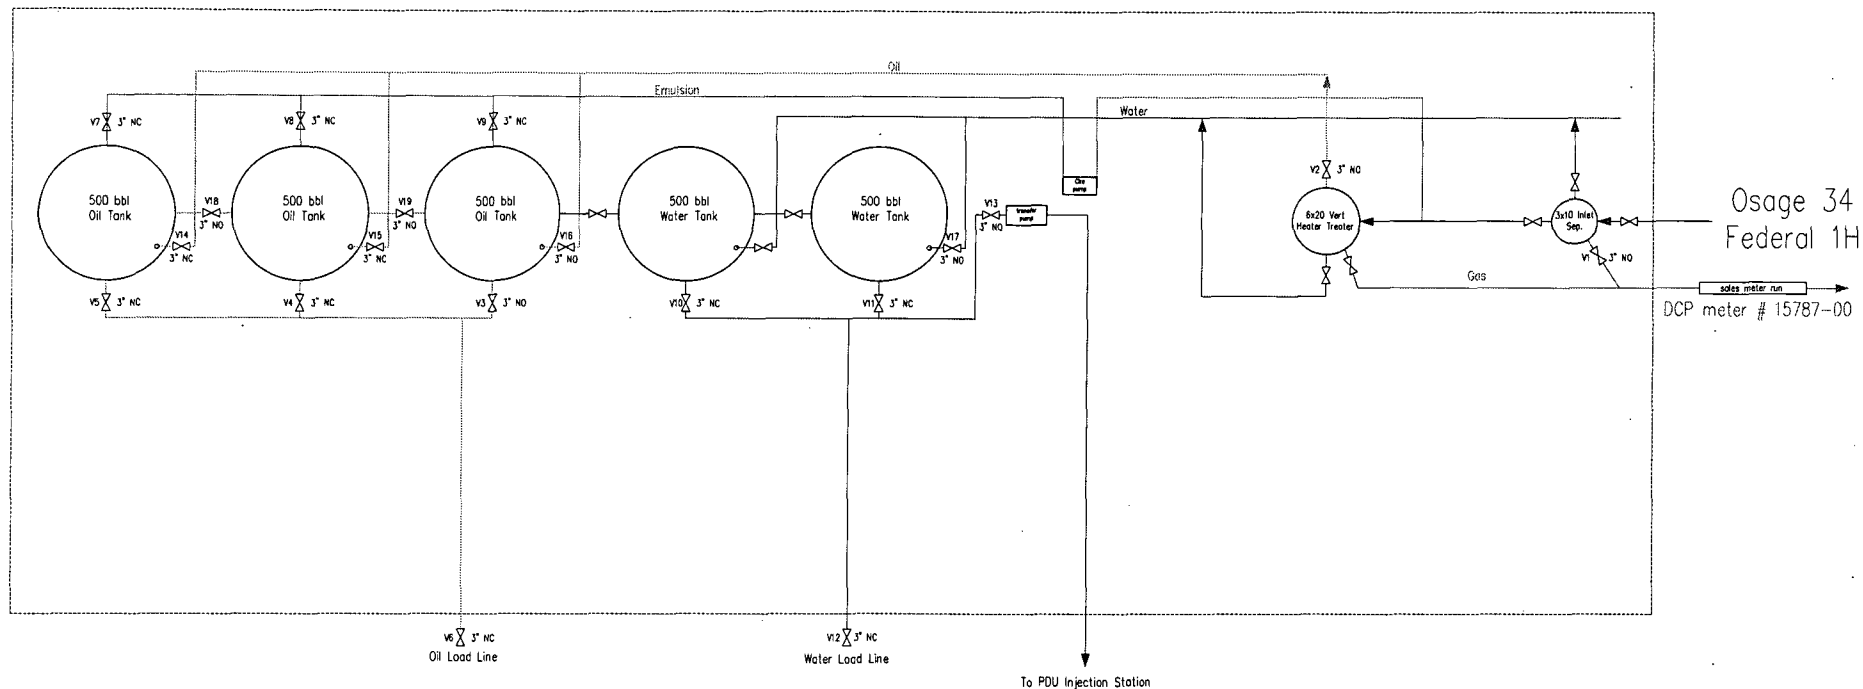 Oil
Emulsion
Water
V7 3" NC
V8 3" NC
V9 3" NC
V2 3" NO
Circ
pump
500 bbl
Oil Tank
500 bbl
Oil Tank
500 bbl
Oil Tank
500 bbl
Water Tank
500 bbl
Water Tank
V18
3" NO
V19
3" NO
V13
3" NO
transfer
pump
6x20 Vert
Heater Treater
3x10 Inlet
Sep.
Osage 34
Federal 1H
V14
3" NC
V15
3" NC
V16
3" NO
V17
3" NO
V1 3" NO
Gas
sales meter run
DCP meter # 15787-00
V5 3" NC
V4 3" NC
V3 3" NO
V10 3" NC
V11 3" NC
V6 3" NC
Oil Load Line
V12 3" NC
Water Load Line
To PDU Injection Station